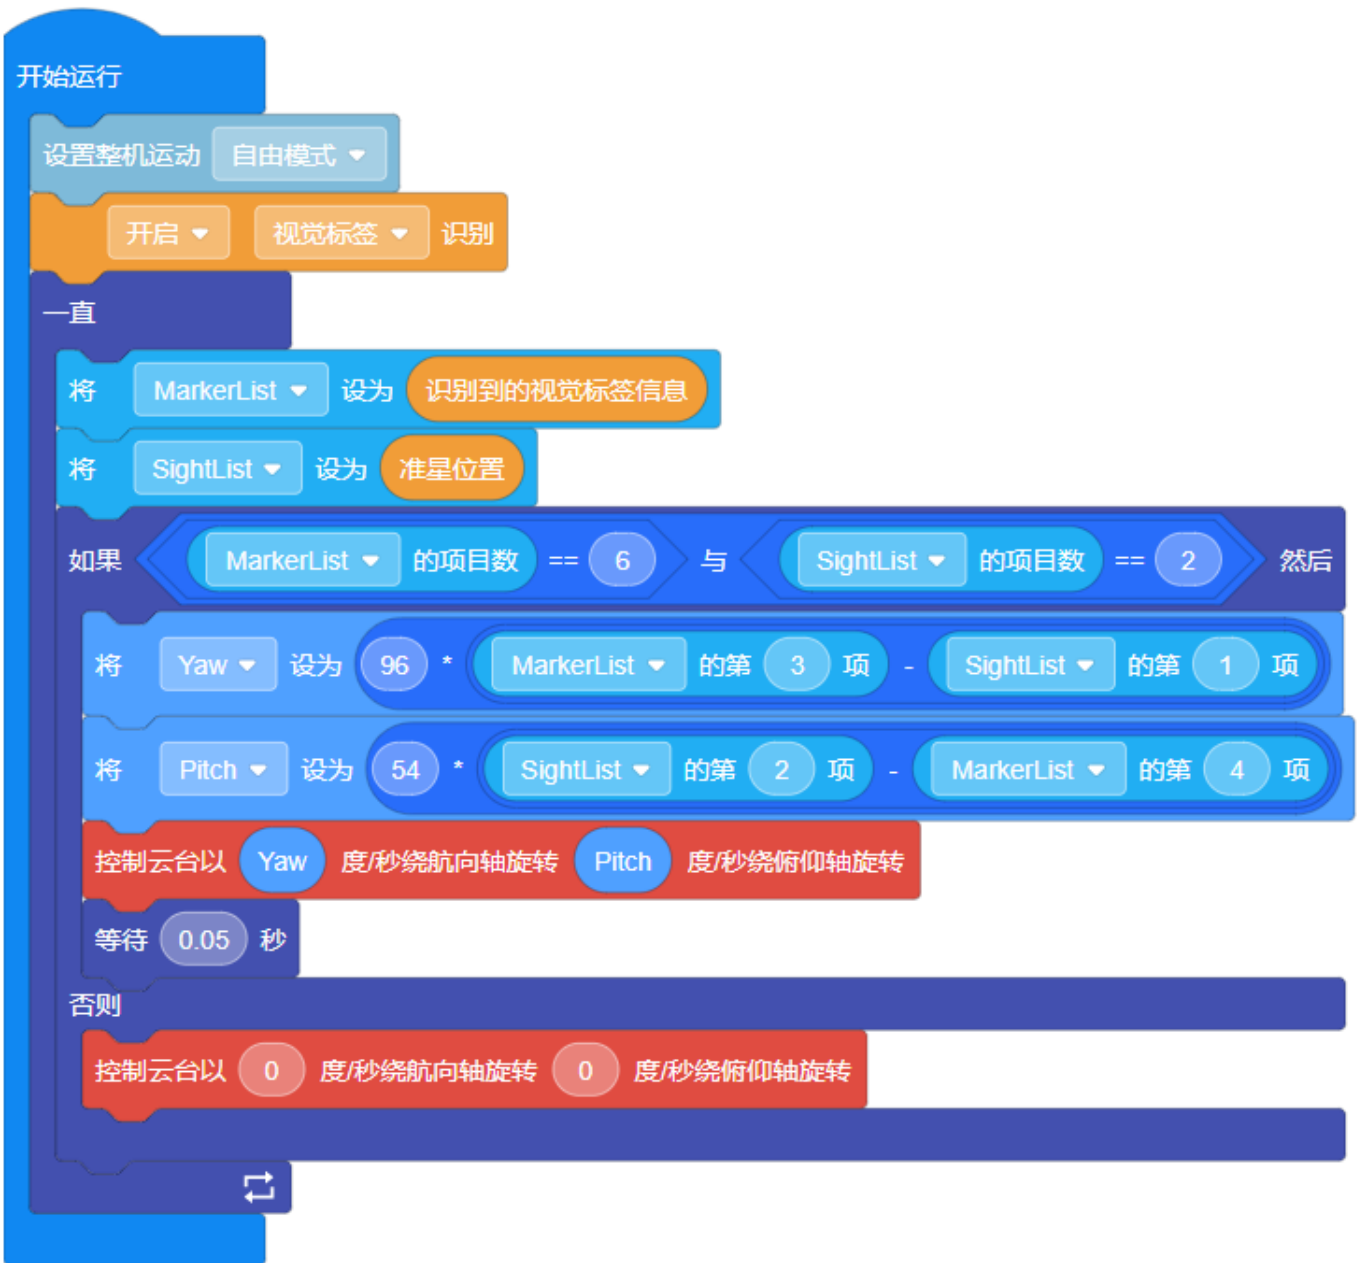 开始运行
设置整机运动 自由模式
开启 视觉标签 识别
一直
将 MarkerList 设为 识别到的视觉标签信息
将 SightList 设为 准星位置
如果 MarkerList 的项目数 == 6 与 SightList 的项目数 == 2 然后
将 Yaw 设为 96 * MarkerList 的第 3 项 - SightList 的第 1 项
将 Pitch 设为 54 * SightList 的第 2 项 - MarkerList 的第 4 项
控制云台以 Yaw 度/秒绕航向轴旋转 Pitch 度/秒绕俯仰轴旋转
等待 0.05 秒
否则
控制云台以 0 度/秒绕航向轴旋转 0 度/秒绕俯仰轴旋转